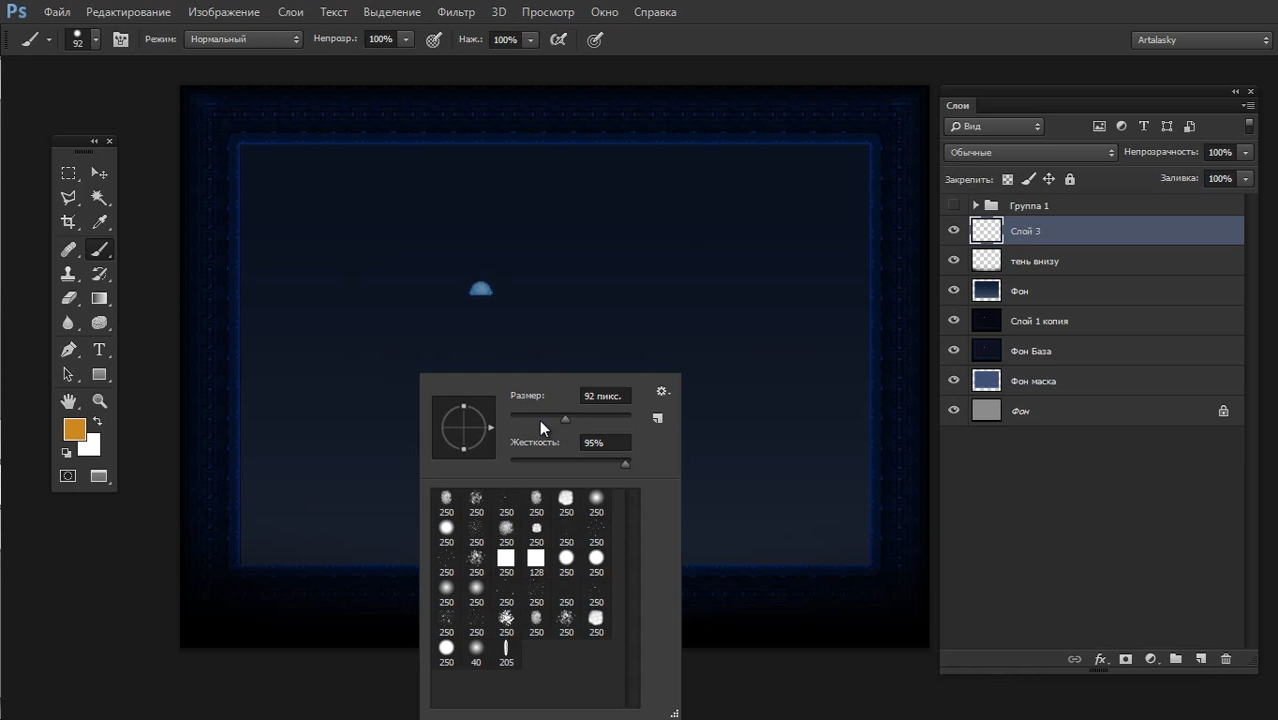 Ps Файл Редактирование Изображение Слои Текст Выделение Фильтр 3D Просмотр Окно Справка
92 Режим: Нормальный Непрозр.: 100% Наж.: 100% Artalasky
Слои
Вид
Обычные Непрозрачность: 100%
Закрепить: Заливка: 100%
Группа 1
Слой 3
тень внизу
Фон
Слой 1 копия
Фон База
Фон маска
Фон
T
Размер: 92 пикс.
Жесткость: 95%
250 250 250 250 250 250
250 250 250 250 250 250
250 250 250 128 250 250
250 250 250 250 250 250
250 250 250 250 250 250
250 40 205
fx